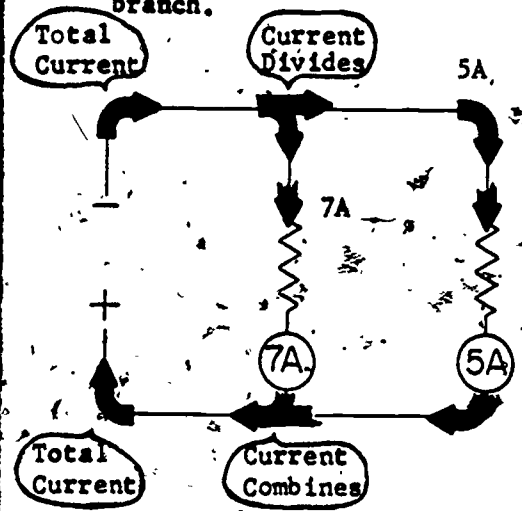 branch.
Total
Current
Current
Divides
5A
7A
−
+
7A
5A
Total
Current
Current
Combines